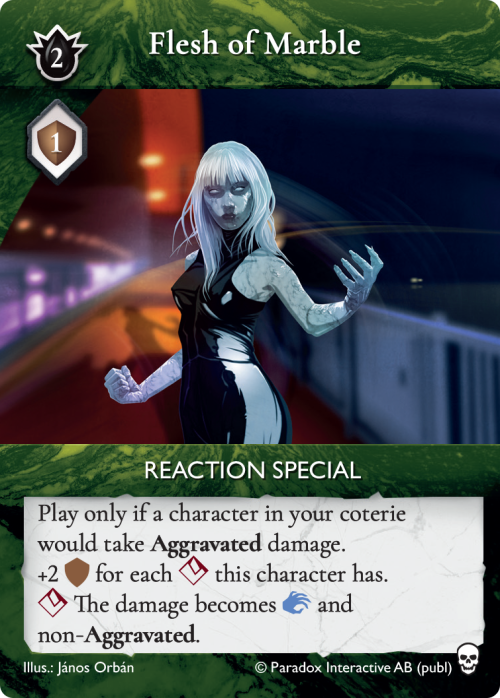 2
Flesh of Marble
1
REACTION SPECIAL
Play only if a character in your coterie
would take Aggravated damage.
+2 for each this character has.
The damage becomes and
non-Aggravated.
Illus.: János Orbán
© Paradox Interactive AB (publ)